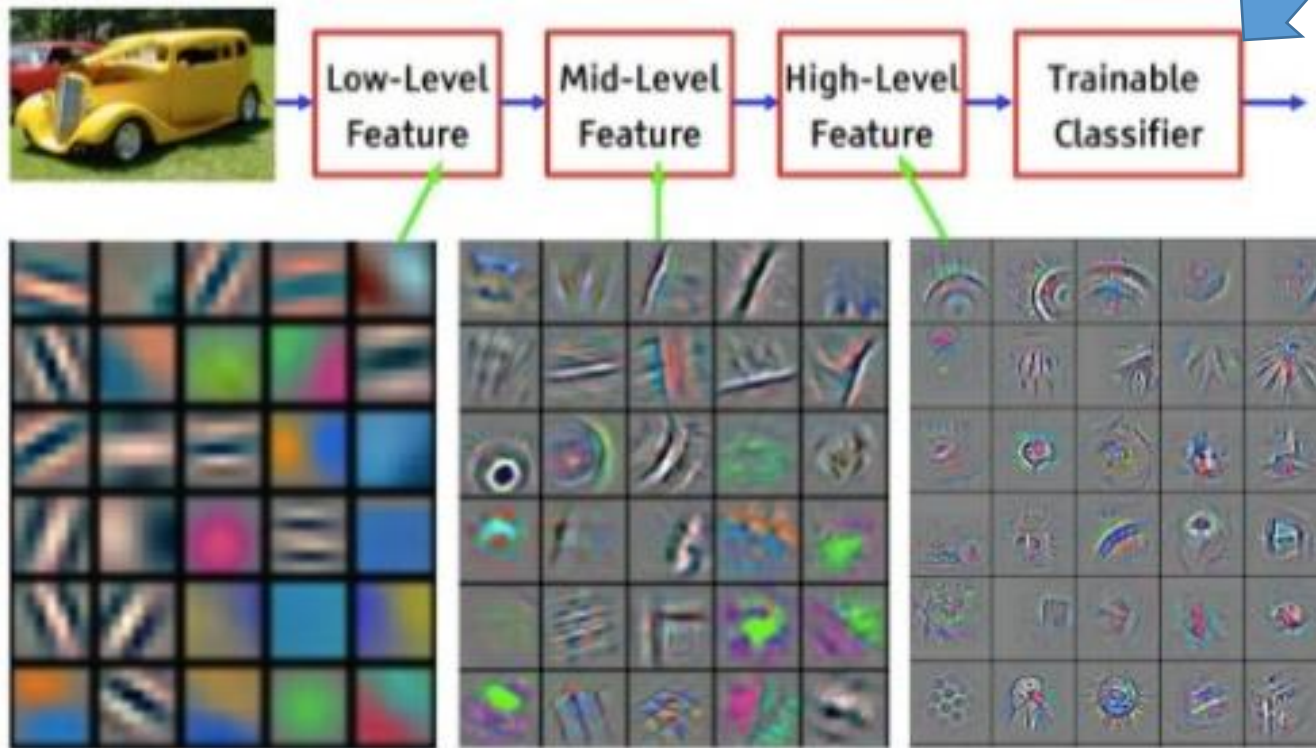 Low-Level
Feature
Mid-Level
Feature
High-Level
Feature
Trainable
Classifier